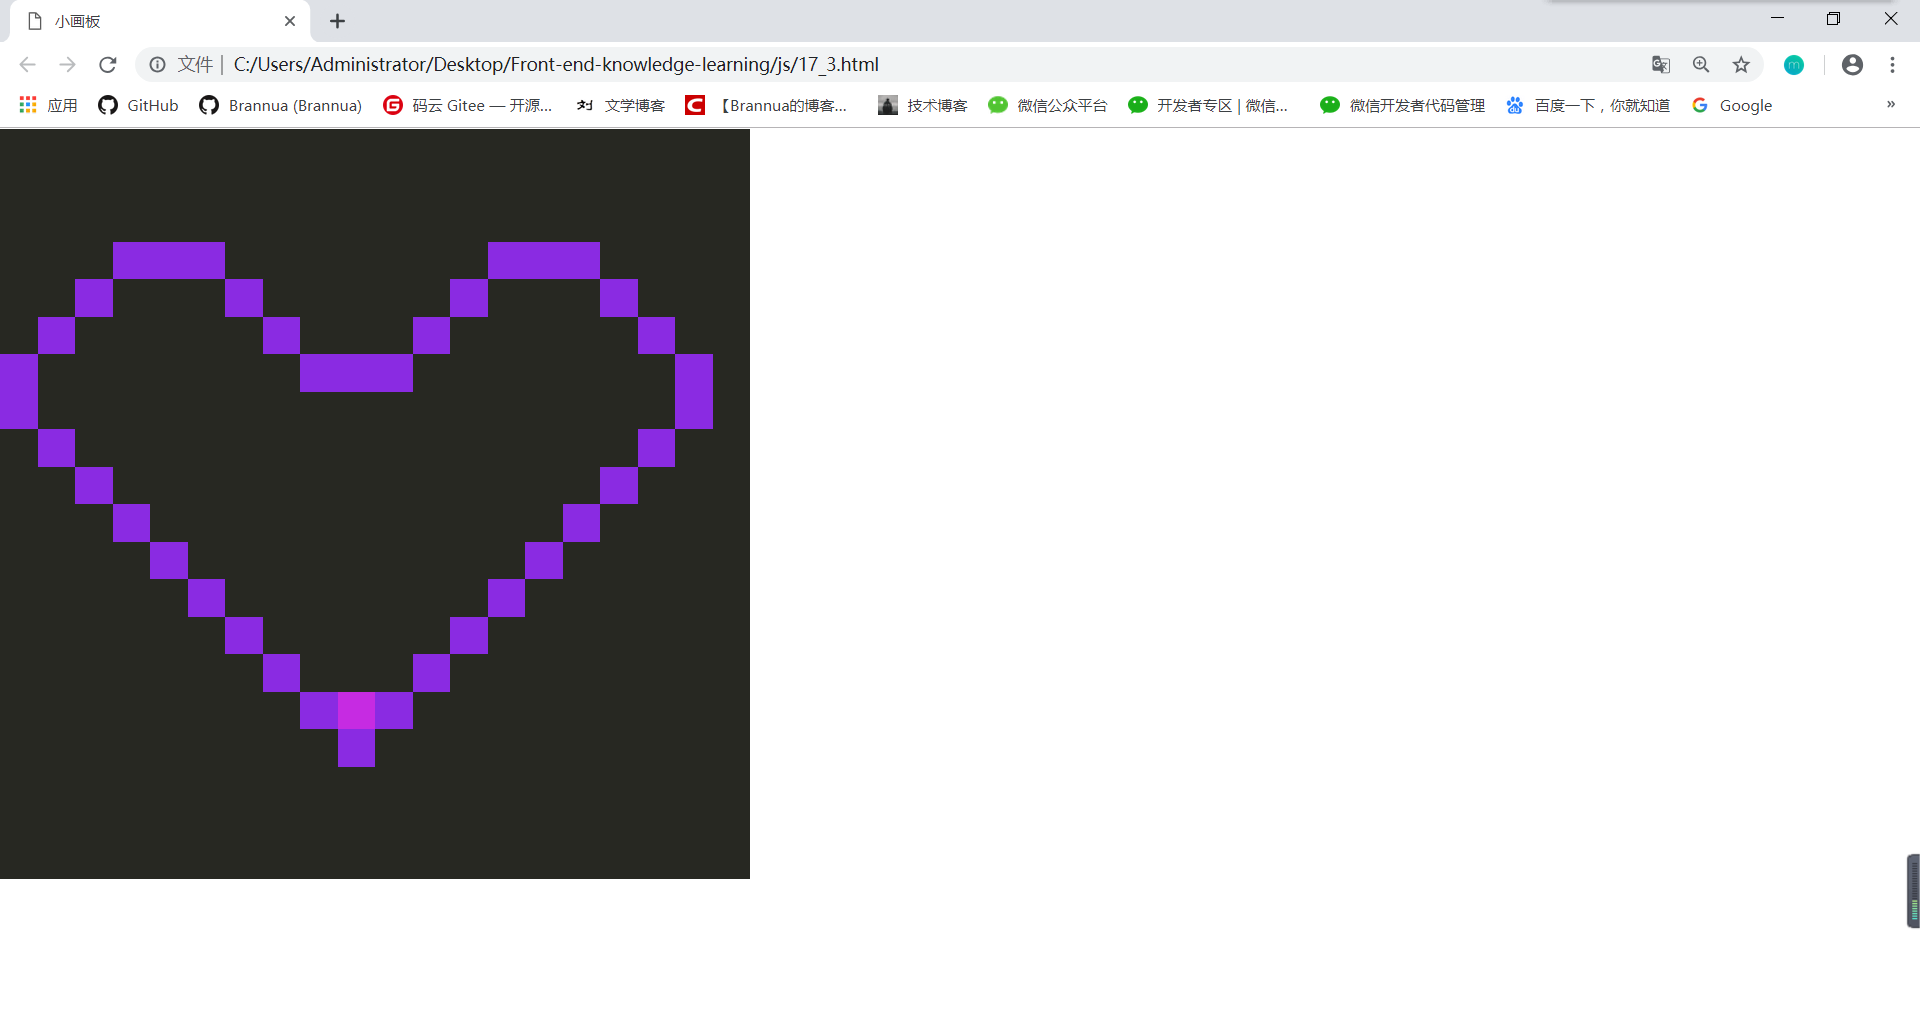 小画板
文件 | C:/Users/Administrator/Desktop/Front-end-knowledge-learning/js/17_3.html
应用 GitHub Brannua (Brannua) 码云 Gitee — 开源... 文学博客 【Brannua的博客... 技术博客 微信公众平台 开发者专区 | 微信... 微信开发者代码管理 百度一下，你就知道 Google »